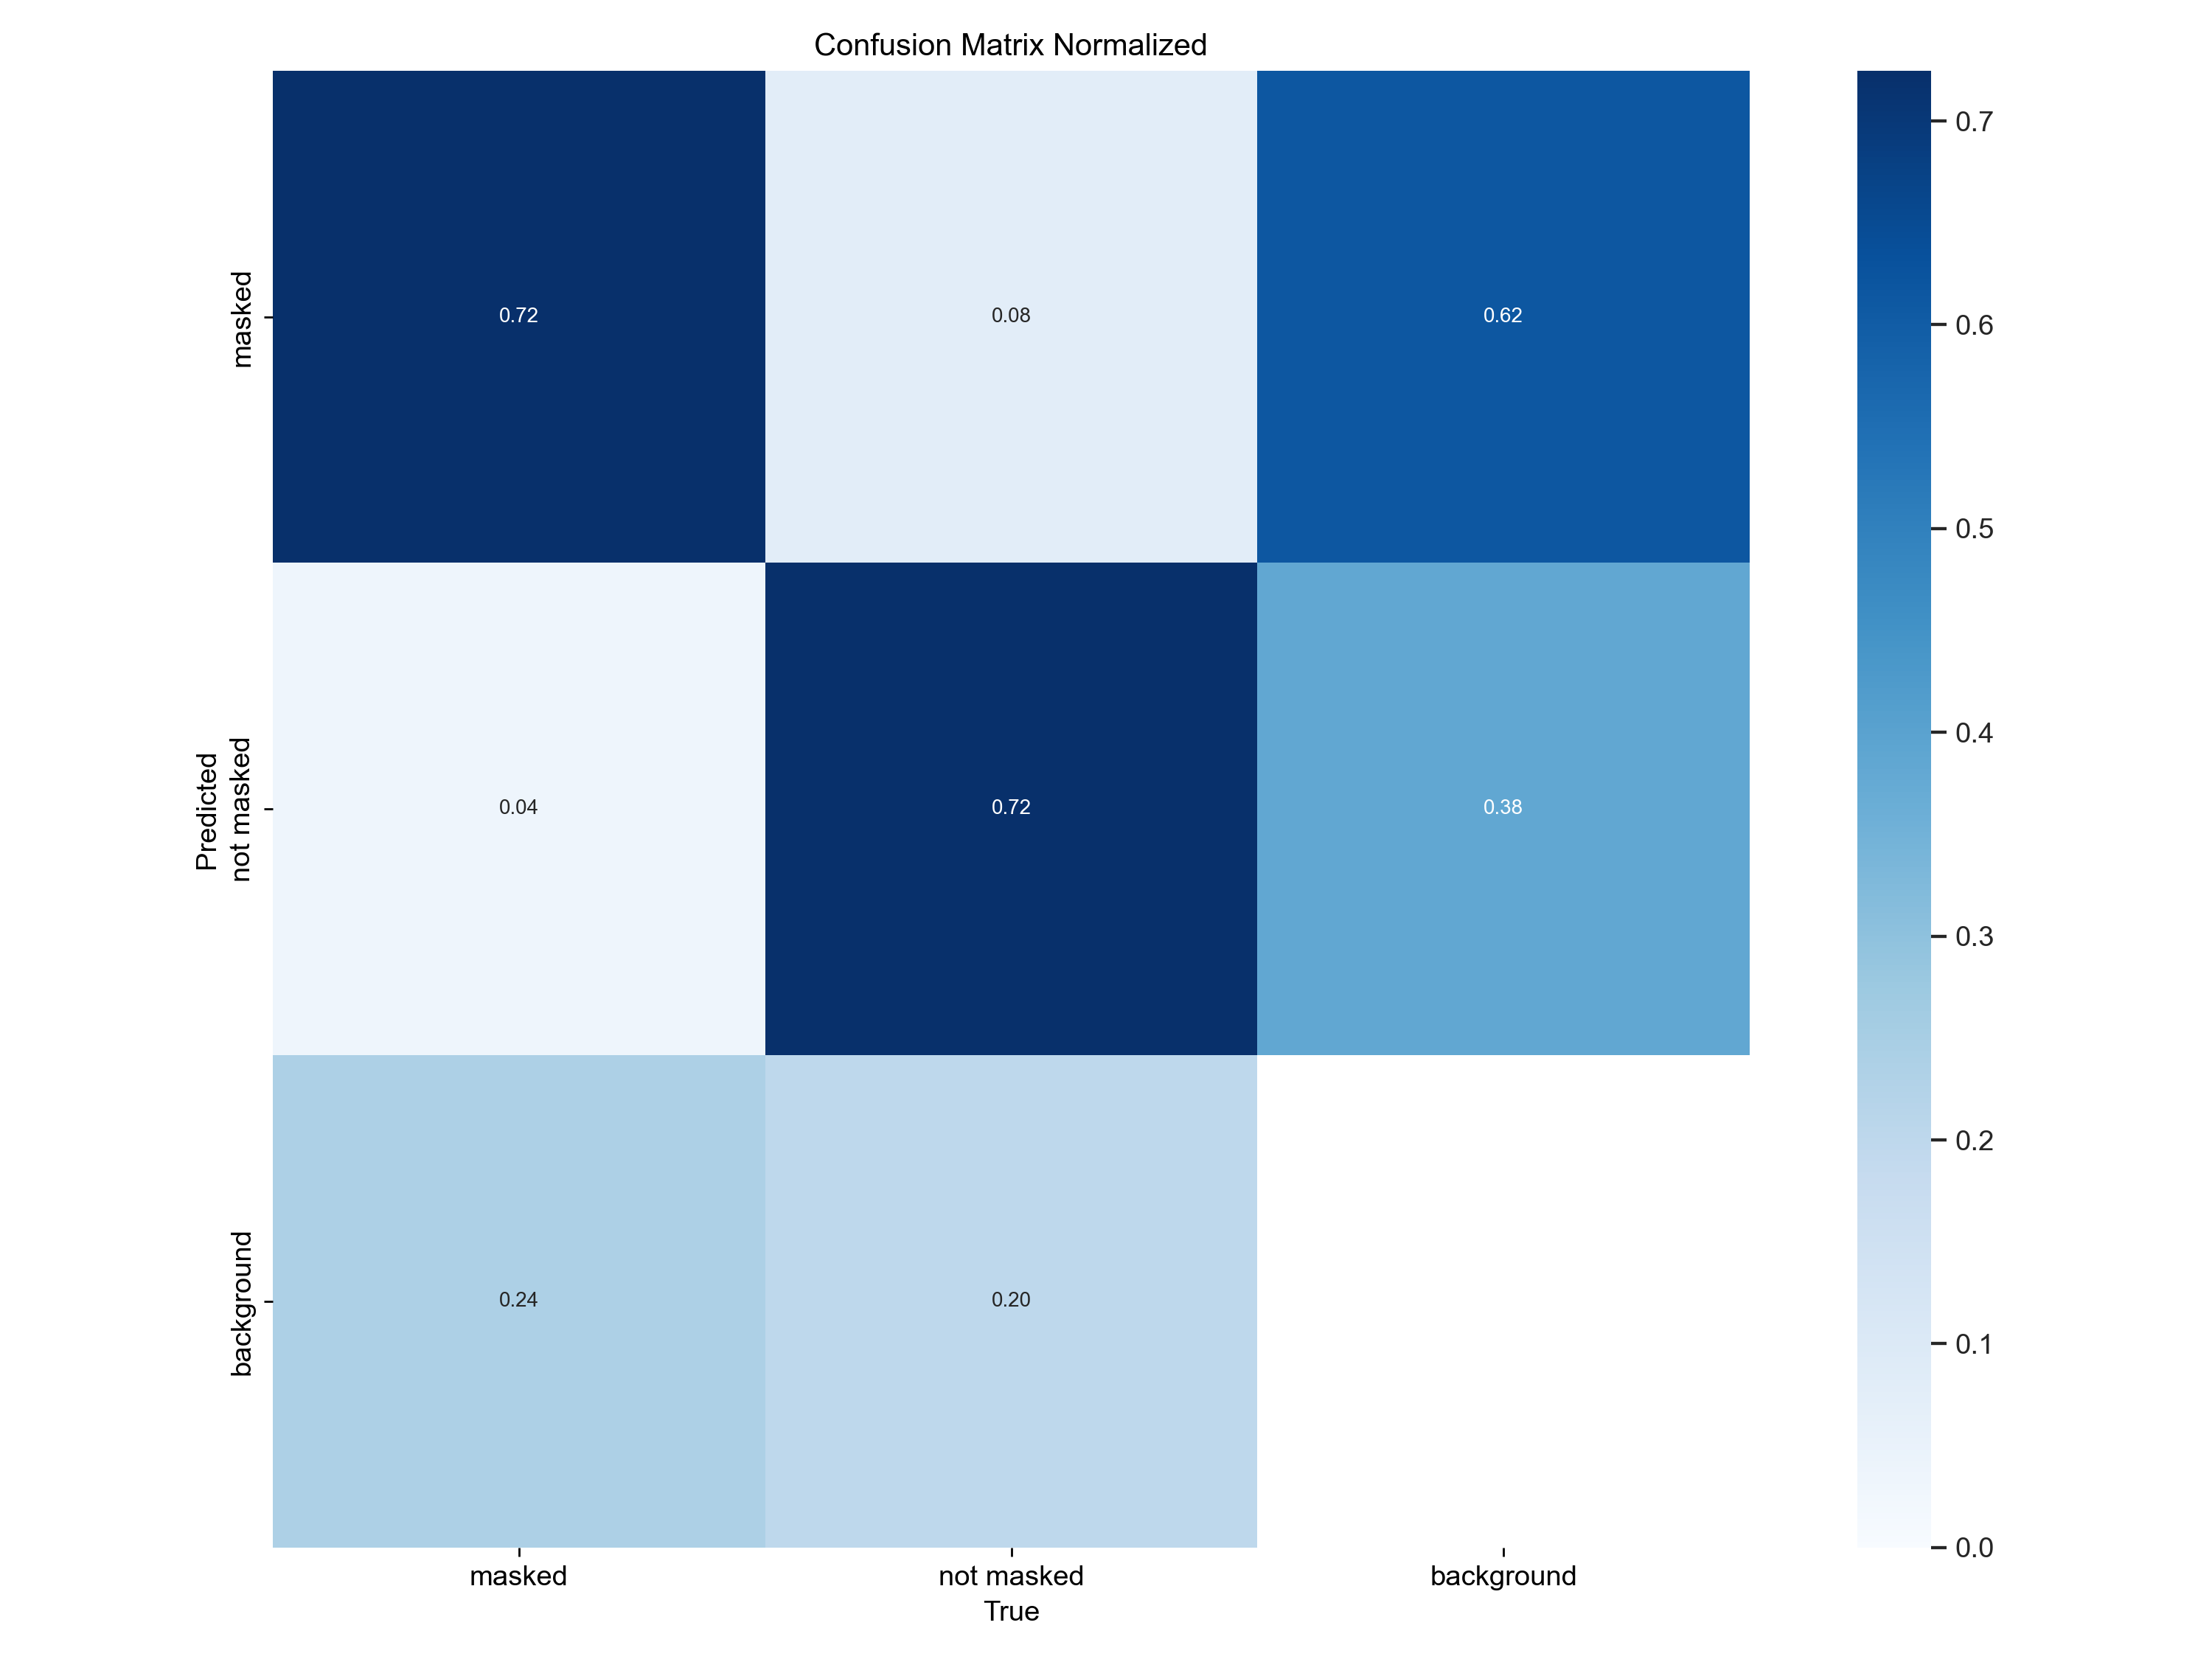 Confusion Matrix Normalized
0.7
masked
0.72
0.08
0.62
0.6
0.5
Predicted
not masked
0.04
0.72
0.38
0.4
0.3
background
0.24
0.20
0.2
0.1
0.0
masked
not masked
background
True